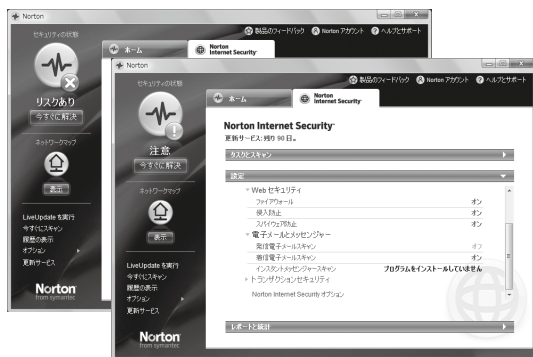 Norton
セキュリティの状態
製品のフィードバック Norton アカウント ヘルプとサポート
ホーム
Norton
Internet Security
リスクあり
今すぐに解決
ネットワークマップ
表示
LiveUpdate を実行
今すぐにスキャン
履歴の表示
オプション
更新サービス
Norton
from symantec
Norton
セキュリティの状態
製品のフィードバック Norton アカウント ヘルプとサポート
ホーム
Norton
Internet Security
注意
今すぐに解決
ネットワークマップ
表示
LiveUpdate を実行
今すぐにスキャン
履歴の表示
オプション
更新サービス
Norton
from symantec
Norton Internet Security
更新サービス: 残り 90 日。
タスクとスキャン
設定
Web セキュリティ
ファイアウォール オン
侵入防止 オン
スパイウェア防止 オン
電子メールとメッセンジャー
発信電子メールスキャン オフ
着信電子メールスキャン オン
インスタントメッセンジャースキャン プログラムをインストールしていません
トランザクションセキュリティ
Norton Internet Security オプション
レポートと統計